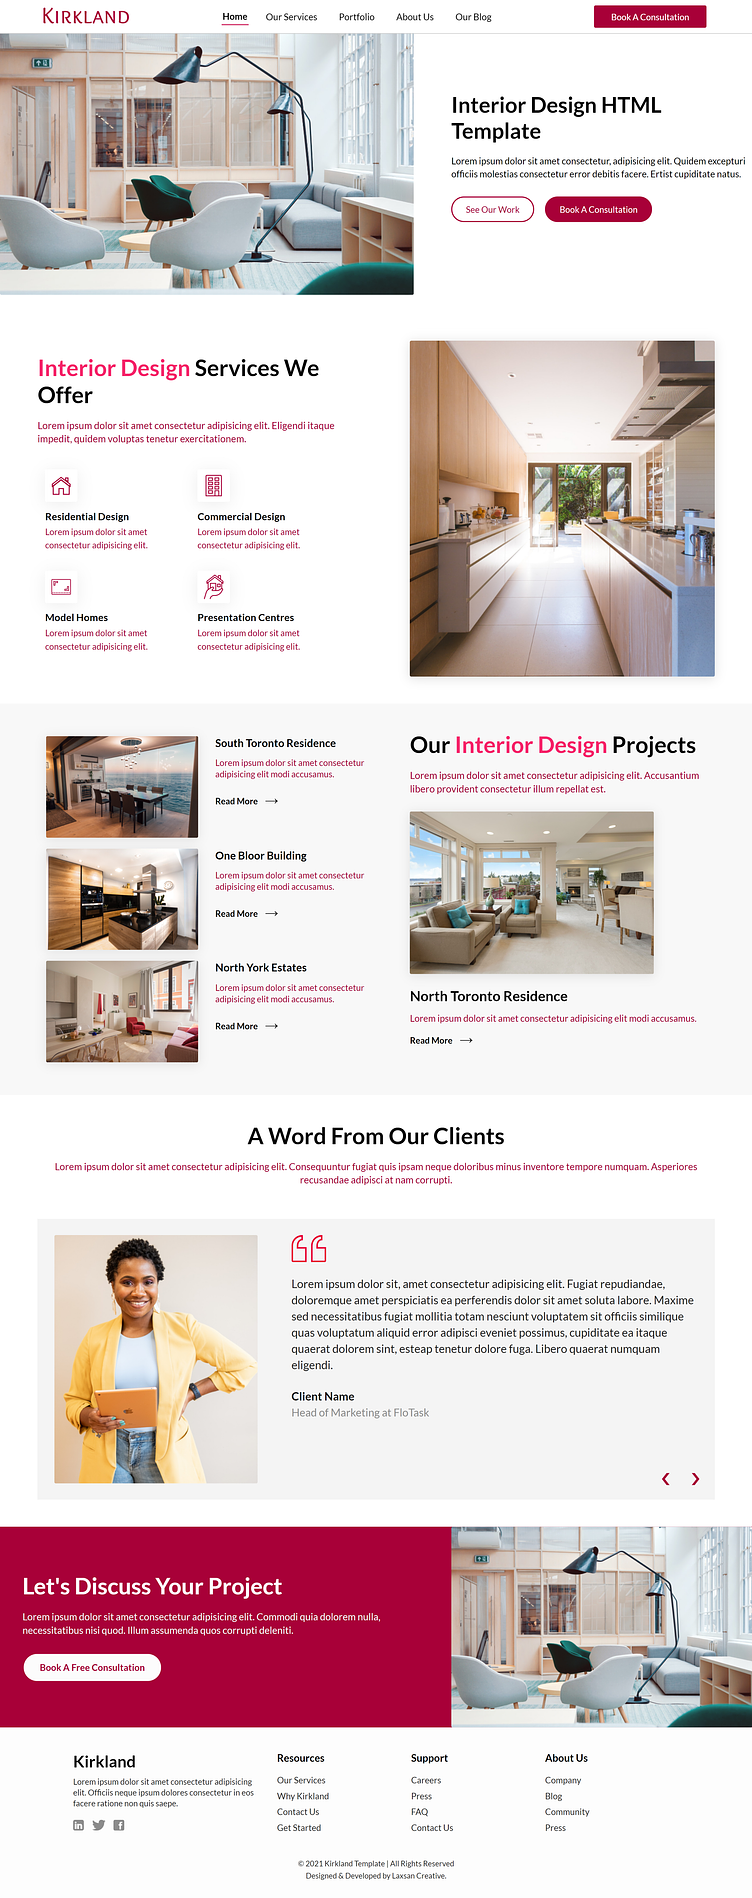 KIRKLAND
Home
Our Services
Portfolio
About Us
Our Blog
Book A Consultation
Interior Design HTML
Template
Lorem ipsum dolor sit amet consectetur, adipisicing elit. Quidem excepturi
officiis molestias consectetur error debitis facere. Ertist cupiditate natus.
See Our Work
Book A Consultation
Interior Design Services We
Offer
Lorem ipsum dolor sit amet consectetur adipisicing elit. Eligendi itaque
impedit, quidem voluptas tenetur exercitationem.
Residential Design
Lorem ipsum dolor sit amet
consectetur adipisicing elit.
Commercial Design
Lorem ipsum dolor sit amet
consectetur adipisicing elit.
Model Homes
Lorem ipsum dolor sit amet
consectetur adipisicing elit.
Presentation Centres
Lorem ipsum dolor sit amet
consectetur adipisicing elit.
South Toronto Residence
Lorem ipsum dolor sit amet consectetur
adipisicing elit modi accusamus.
Read More
One Bloor Building
Lorem ipsum dolor sit amet consectetur
adipisicing elit modi accusamus.
Read More
North York Estates
Lorem ipsum dolor sit amet consectetur
adipisicing elit modi accusamus.
Read More
Our Interior Design Projects
Lorem ipsum dolor sit amet consectetur adipisicing elit. Accusantium
libero provident consectetur illum repellat est.
North Toronto Residence
Lorem ipsum dolor sit amet consectetur adipisicing elit modi accusamus.
Read More
A Word From Our Clients
Lorem ipsum dolor sit amet consectetur adipisicing elit. Consequuntur fugiat quis ipsam neque doloribus minus inventore tempore numquam. Asperiores
recusandae adipisci at nam corrupti.
Lorem ipsum dolor sit, amet consectetur adipisicing elit. Fugiat repudiandae,
doloremque amet perspiciatis ea perferendis dolor sit amet soluta labore. Maxime
sed necessitatibus fugiat mollitia totam nesciunt voluptatem sit officiis similique
quas voluptatum aliquid error adipisci eveniet possimus, cupiditate ea itaque
quaerat dolorem sint, esteap tenetur dolore fuga. Libero quaerat numquam
eligendi.
Client Name
Head of Marketing at FloTask
Let's Discuss Your Project
Lorem ipsum dolor sit amet consectetur adipisicing elit. Commodi quia dolorem nulla,
necessitatibus nisi quod. Illum assumenda quos corrupti deleniti.
Book A Free Consultation
Kirkland
Lorem ipsum dolor sit amet consectetur adipisicing
elit. Officiis neque ipsum dolores consectetur in eos
facere ratione non quis saepe.
Resources
Our Services
Why Kirkland
Contact Us
Get Started
Support
Careers
Press
FAQ
Contact Us
About Us
Company
Blog
Community
Press
© 2021 Kirkland Template | All Rights Reserved
Designed & Developed by Laxsan Creative.